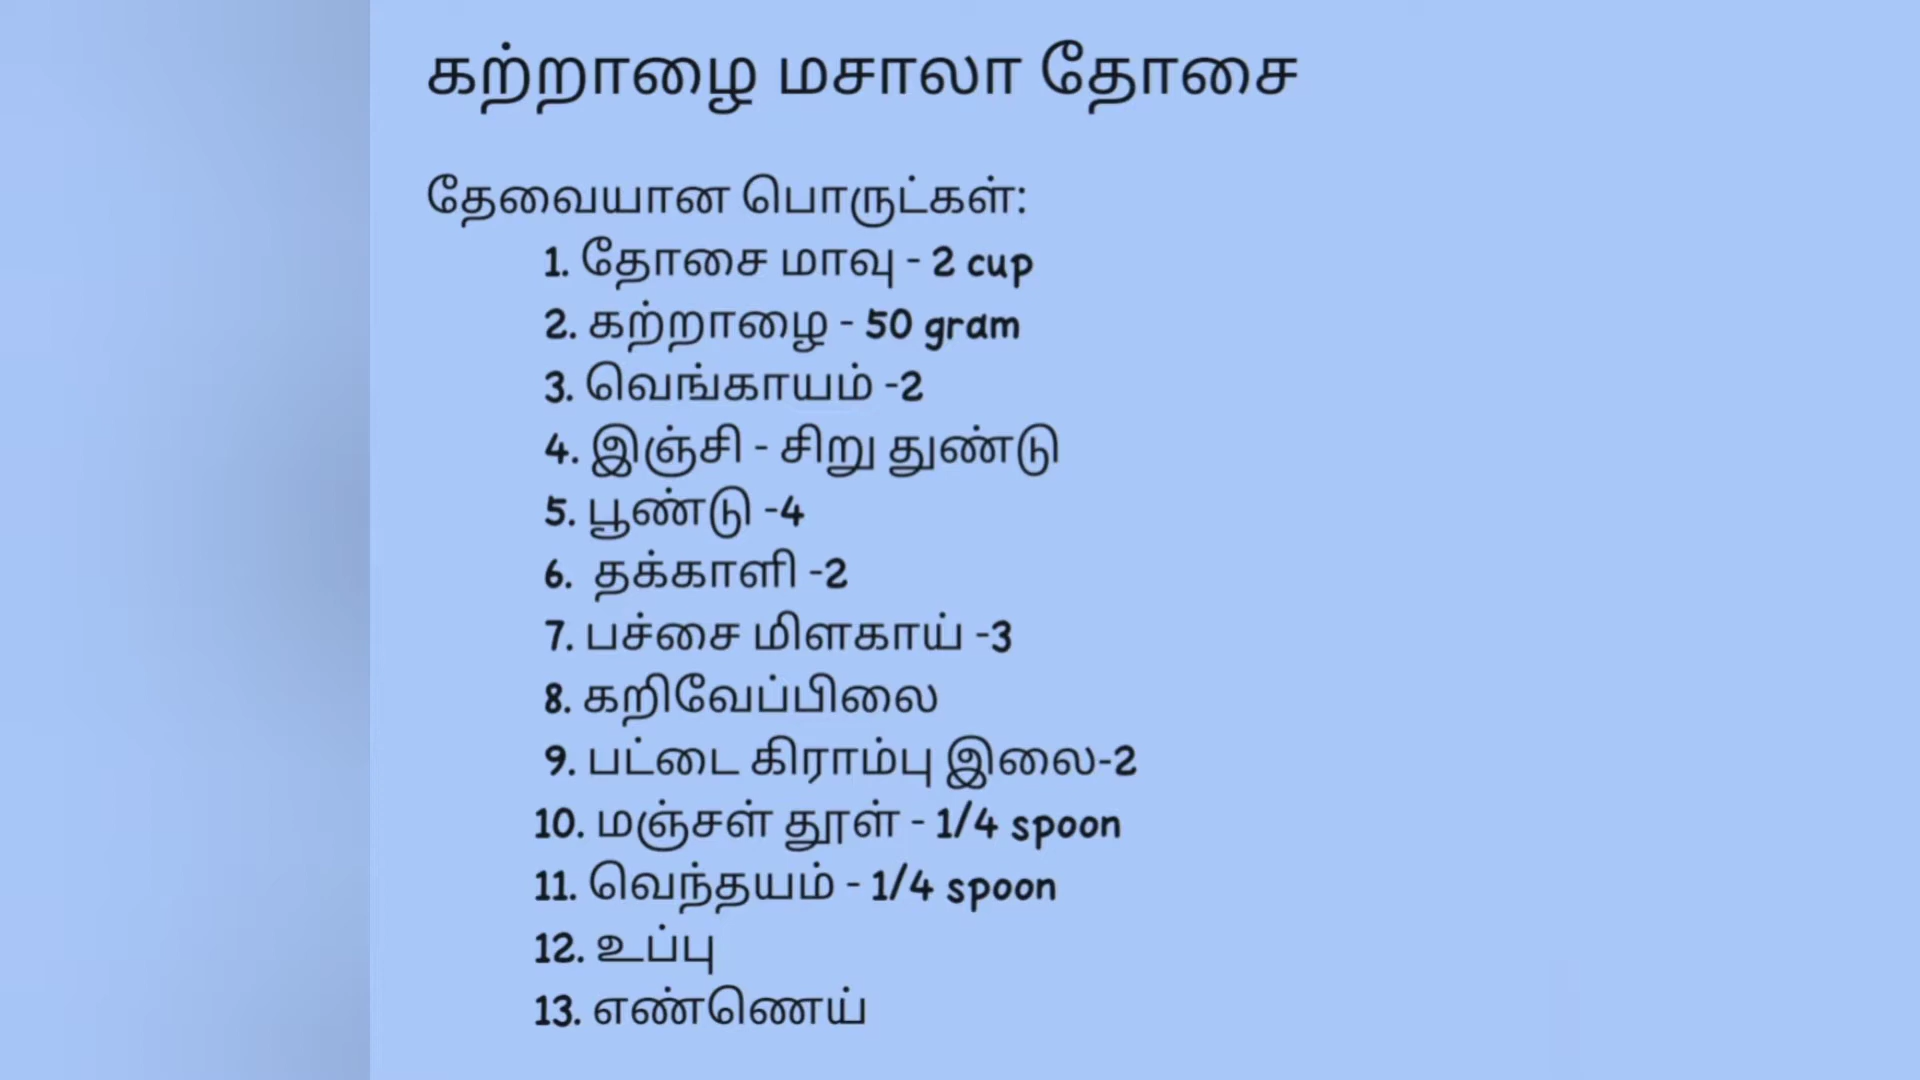 கற்றாழை மசாலா தோசை
தேவையான பொருட்கள்:
1. தோசை மாவு - 2 cup
2. கற்றாழை - 50 gram
3. வெங்காயம் -2
4. இஞ்சி - சிறு துண்டு
5. பூண்டு -4
6. தக்காளி -2
7. பச்சை மிளகாய் -3
8. கறிவேப்பிலை
9. பட்டை கிராம்பு இலை-2
10. மஞ்சள் தூள் - 1/4 spoon
11. வெந்தயம் - 1/4 spoon
12. உப்பு
13. எண்ணெய்